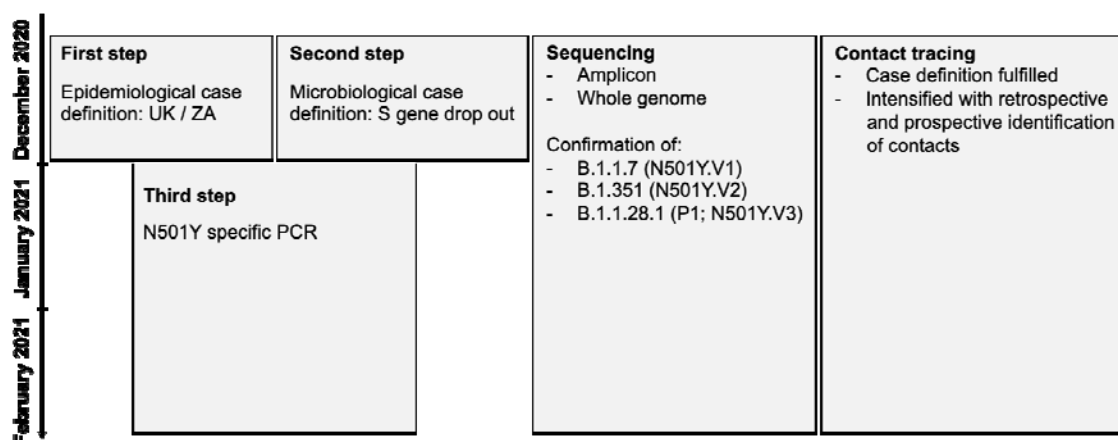 December 2020
January 2021
February 2021
First step
Epidemiological case
definition: UK / ZA
Second step
Microbiological case
definition: S gene drop out
Third step
N501Y specific PCR
Sequencing
- Amplicon
- Whole genome
Confirmation of:
- B.1.1.7 (N501Y.V1)
- B.1.351 (N501Y.V2)
- B.1.1.28.1 (P1; N501Y.V3)
Contact tracing
- Case definition fulfilled
- Intensified with retrospective
and prospective identification
of contacts